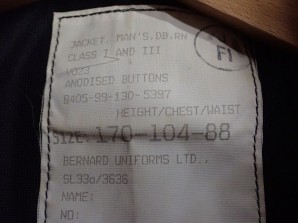 JACKET, MAN'S, DB, RN
CLASS I AND III
V023
ANODISED BUTTONS
8405-99-130-5397
HEIGHT/CHEST/WAIST
SIZE: 170-104-88
BERNARD UNIFORMS LTD.,
SL33a/3636
NAME:
NO:
F1